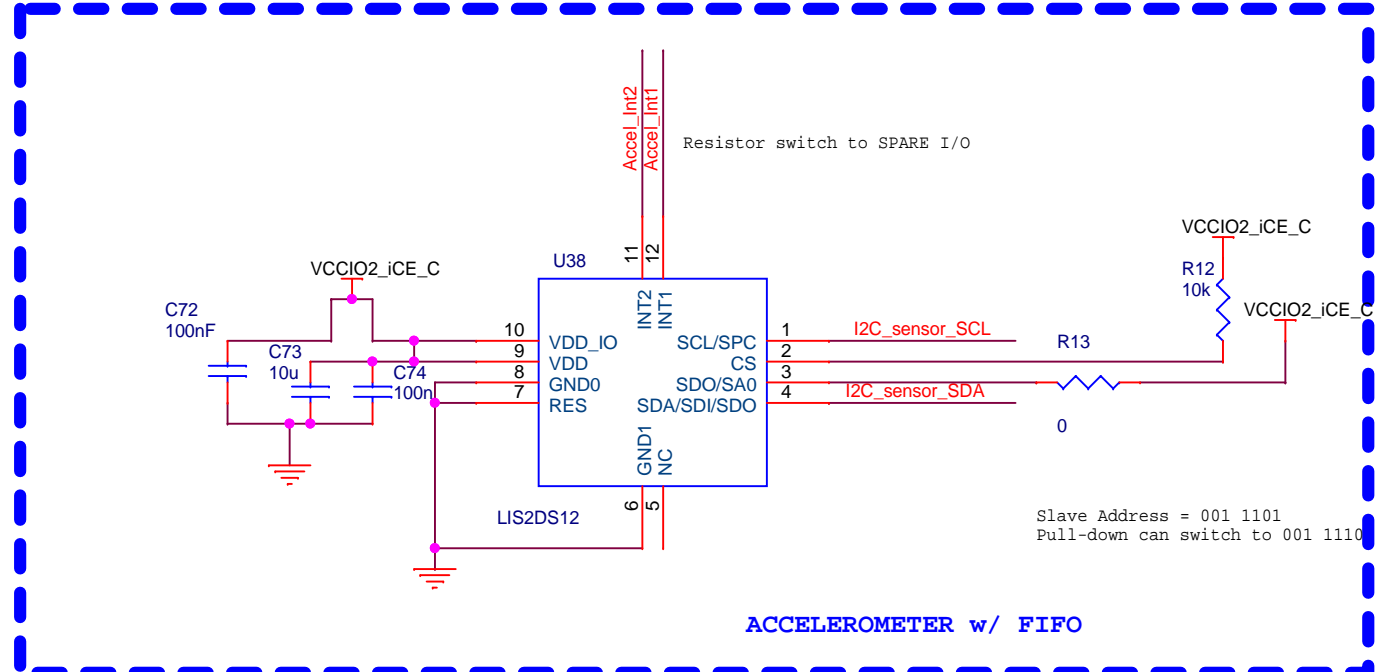 Accel_Int2
Accel_Int1
Resistor switch to SPARE I/O
VCCIO2_iCE_C
R12
10k
VCCIO2_iCE_C
VCCIO2_iCE_C
U38
11
12
INT2
INT1
C72
100nF
C73
10u
C74
100n
10
9
8
7
VDD_IO
VDD
GND0
RES
SCL/SPC
CS
SDO/SA0
SDA/SDI/SDO
1
2
3
4
I2C_sensor_SCL
I2C_sensor_SDA
R13
0
GND1
NC
6
5
LIS2DS12
Slave Address = 001 1101
Pull-down can switch to 001 1110
ACCELEROMETER w/ FIFO